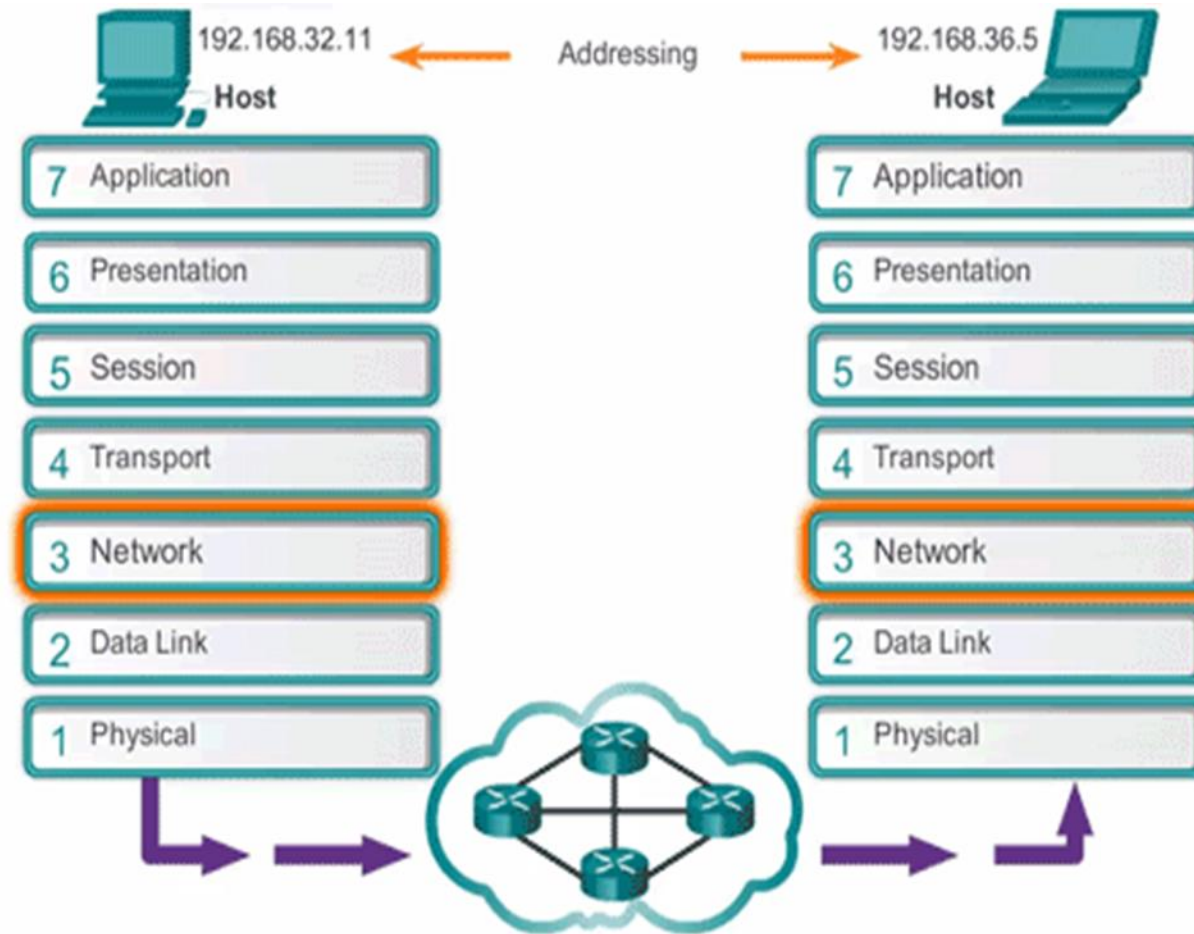 192.168.32.11
Addressing
192.168.36.5
Host
Host
7 Application
6 Presentation
5 Session
4 Transport
3 Network
2 Data Link
1 Physical
7 Application
6 Presentation
5 Session
4 Transport
3 Network
2 Data Link
1 Physical